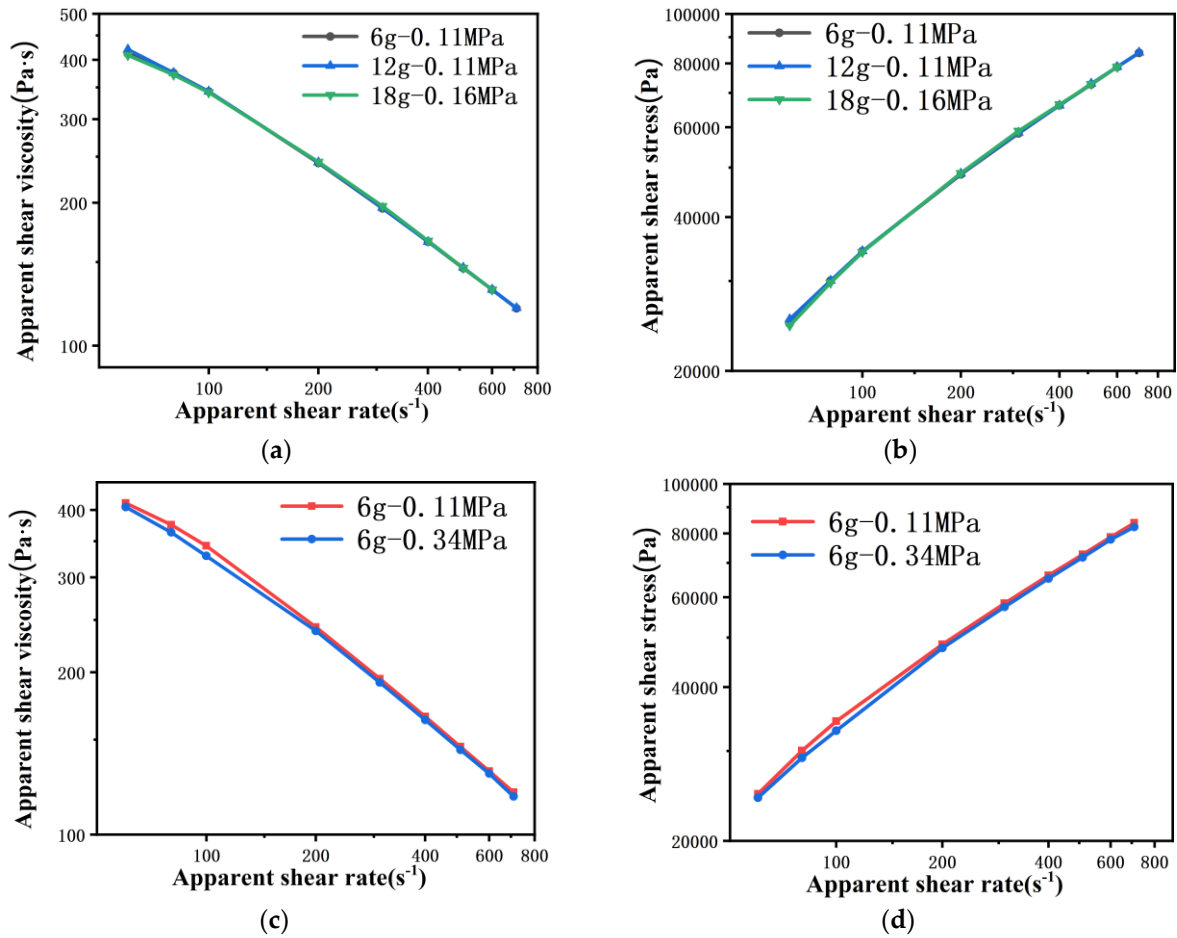 500
400
300
200
100
Apparent shear viscosity(Pa·s)
6g-0.11MPa
12g-0.11MPa
18g-0.16MPa
100
200
400
600
800
Apparent shear rate(s⁻¹)
(a)
100000
80000
60000
40000
20000
Apparent shear stress(Pa)
6g-0.11MPa
12g-0.11MPa
18g-0.16MPa
100
200
400
600
800
Apparent shear rate(s⁻¹)
(b)
400
300
200
100
Apparent shear viscosity(Pa·s)
6g-0.11MPa
6g-0.34MPa
100
200
400
600
800
Apparent shear rate(s⁻¹)
(c)
100000
80000
60000
40000
20000
Apparent shear stress(Pa)
6g-0.11MPa
6g-0.34MPa
100
200
400
600
800
Apparent shear rate(s⁻¹)
(d)